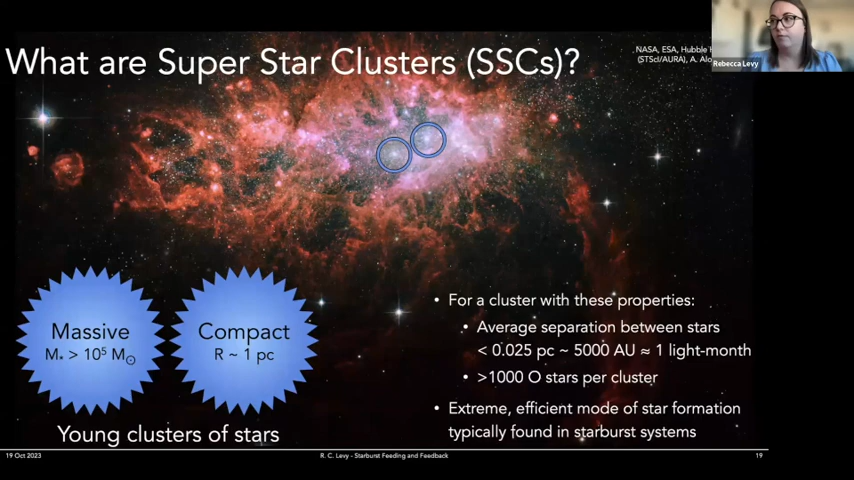 What are Super Star Clusters (SSCs)?
NASA, ESA, Hubble
(STScI/AURA), A.
Rebecca Levy
Massive
M* > 10⁵ M⊙
Compact
R ~ 1 pc
Young clusters of stars
• For a cluster with these properties:
• Average separation between stars
< 0.025 pc ~ 5000 AU ≈ 1 light-month
• >1000 O stars per cluster
• Extreme, efficient mode of star formation
typically found in starburst systems
19 Oct 2023
R. C. Levy - Starburst Feeding and Feedback
19